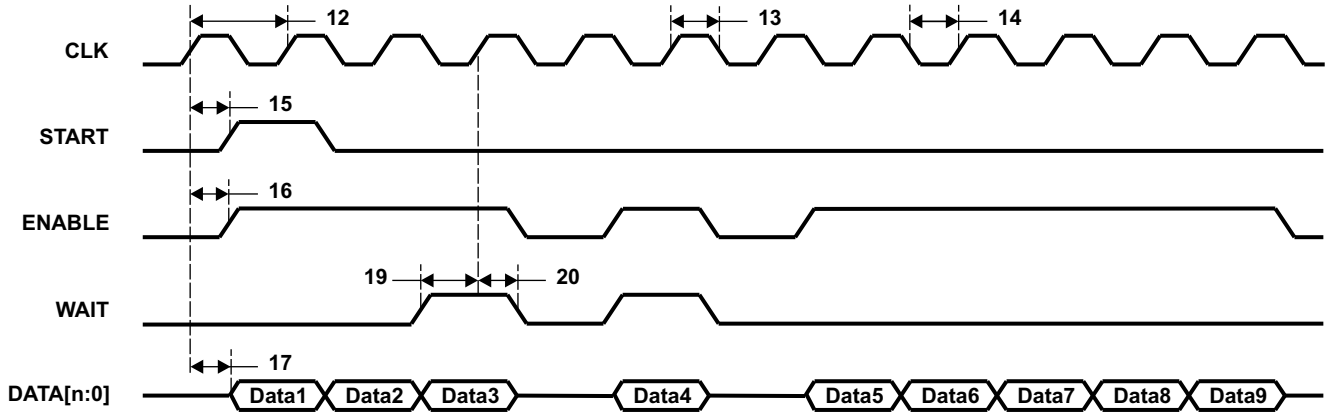 12 13 14
CLK
15
START
16
ENABLE
19 20
WAIT
17
DATA[n:0] Data1 Data2 Data3 Data4 Data5 Data6 Data7 Data8 Data9